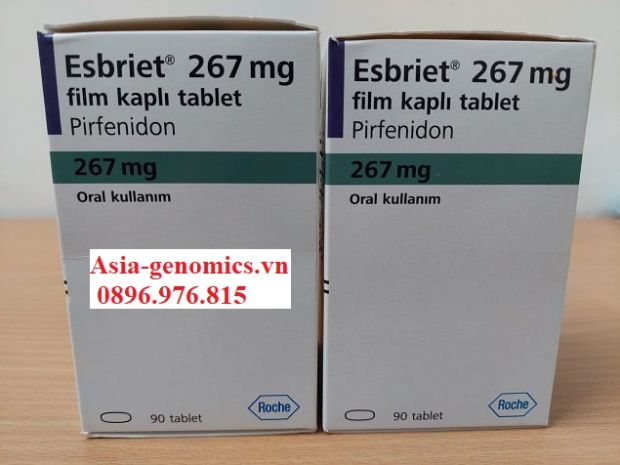 Esbriet® 267 mg
film kaplı tablet
Pirfenidon
267 mg
Oral kullanım
Asia-genomics.vn
0896.976.815
90 tablet
Roche
Esbriet® 267 mg
film kaplı tablet
Pirfenidon
267 mg
Oral kullanım
90 tablet
Roche